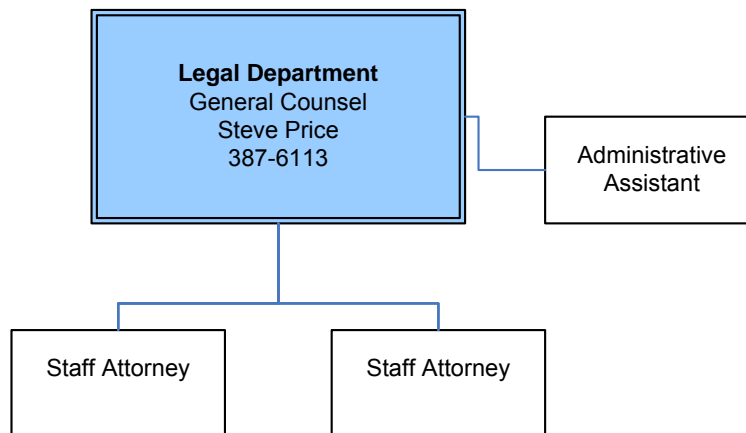 Legal Department
General Counsel
Steve Price
387-6113
Administrative
Assistant
Staff Attorney
Staff Attorney